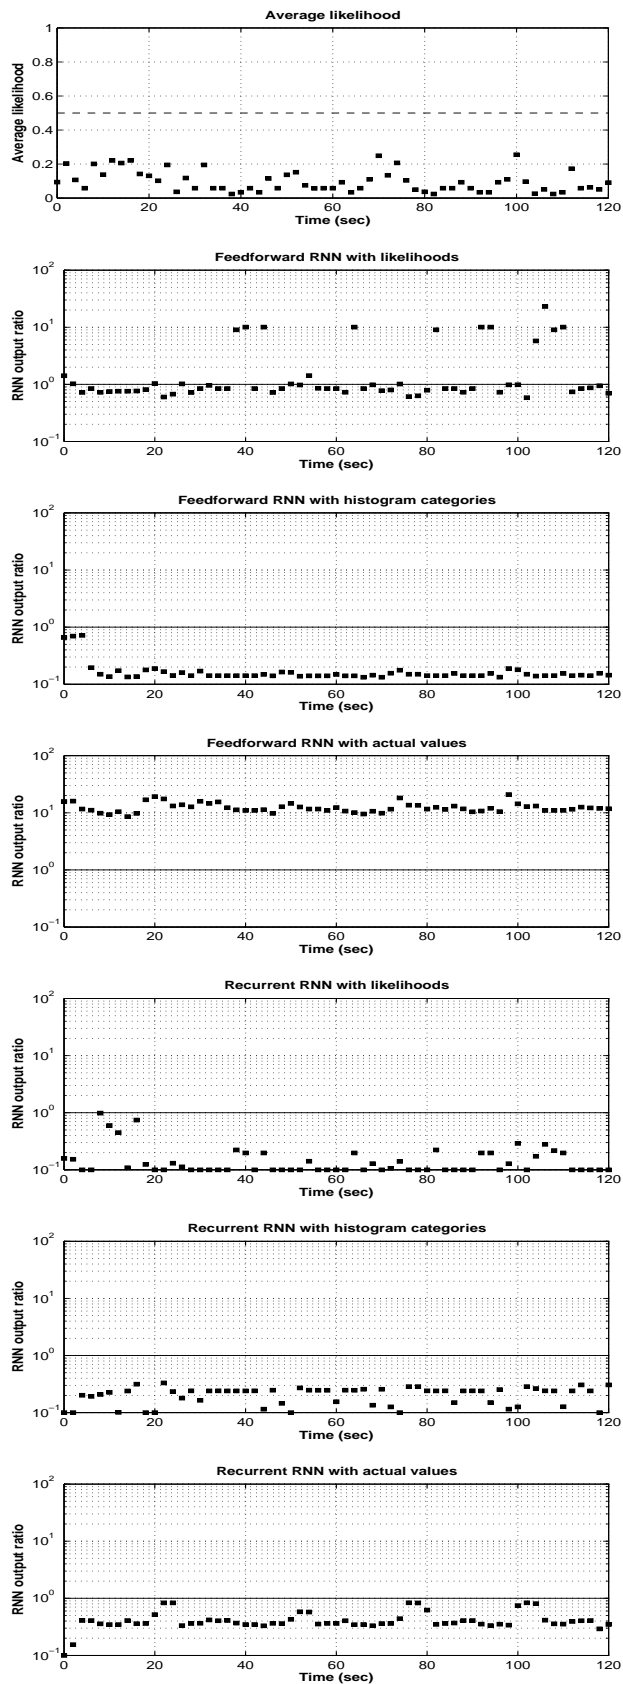 Average likelihood
Average likelihood
1
0.8
0.6
0.4
0.2
0
0 20 40 60 80 100 120
Time (sec)
Feedforward RNN with likelihoods
RNN output ratio
10^2
10^1
10^0
10^−1
0 20 40 60 80 100 120
Time (sec)
Feedforward RNN with histogram categories
RNN output ratio
10^2
10^1
10^0
10^−1
0 20 40 60 80 100 120
Time (sec)
Feedforward RNN with actual values
RNN output ratio
10^2
10^1
10^0
10^−1
0 20 40 60 80 100 120
Time (sec)
Recurrent RNN with likelihoods
RNN output ratio
10^2
10^1
10^0
10^−1
0 20 40 60 80 100 120
Time (sec)
Recurrent RNN with histogram categories
RNN output ratio
10^2
10^1
10^0
10^−1
0 20 40 60 80 100 120
Time (sec)
Recurrent RNN with actual values
RNN output ratio
10^2
10^1
10^0
10^−1
0 20 40 60 80 100 120
Time (sec)